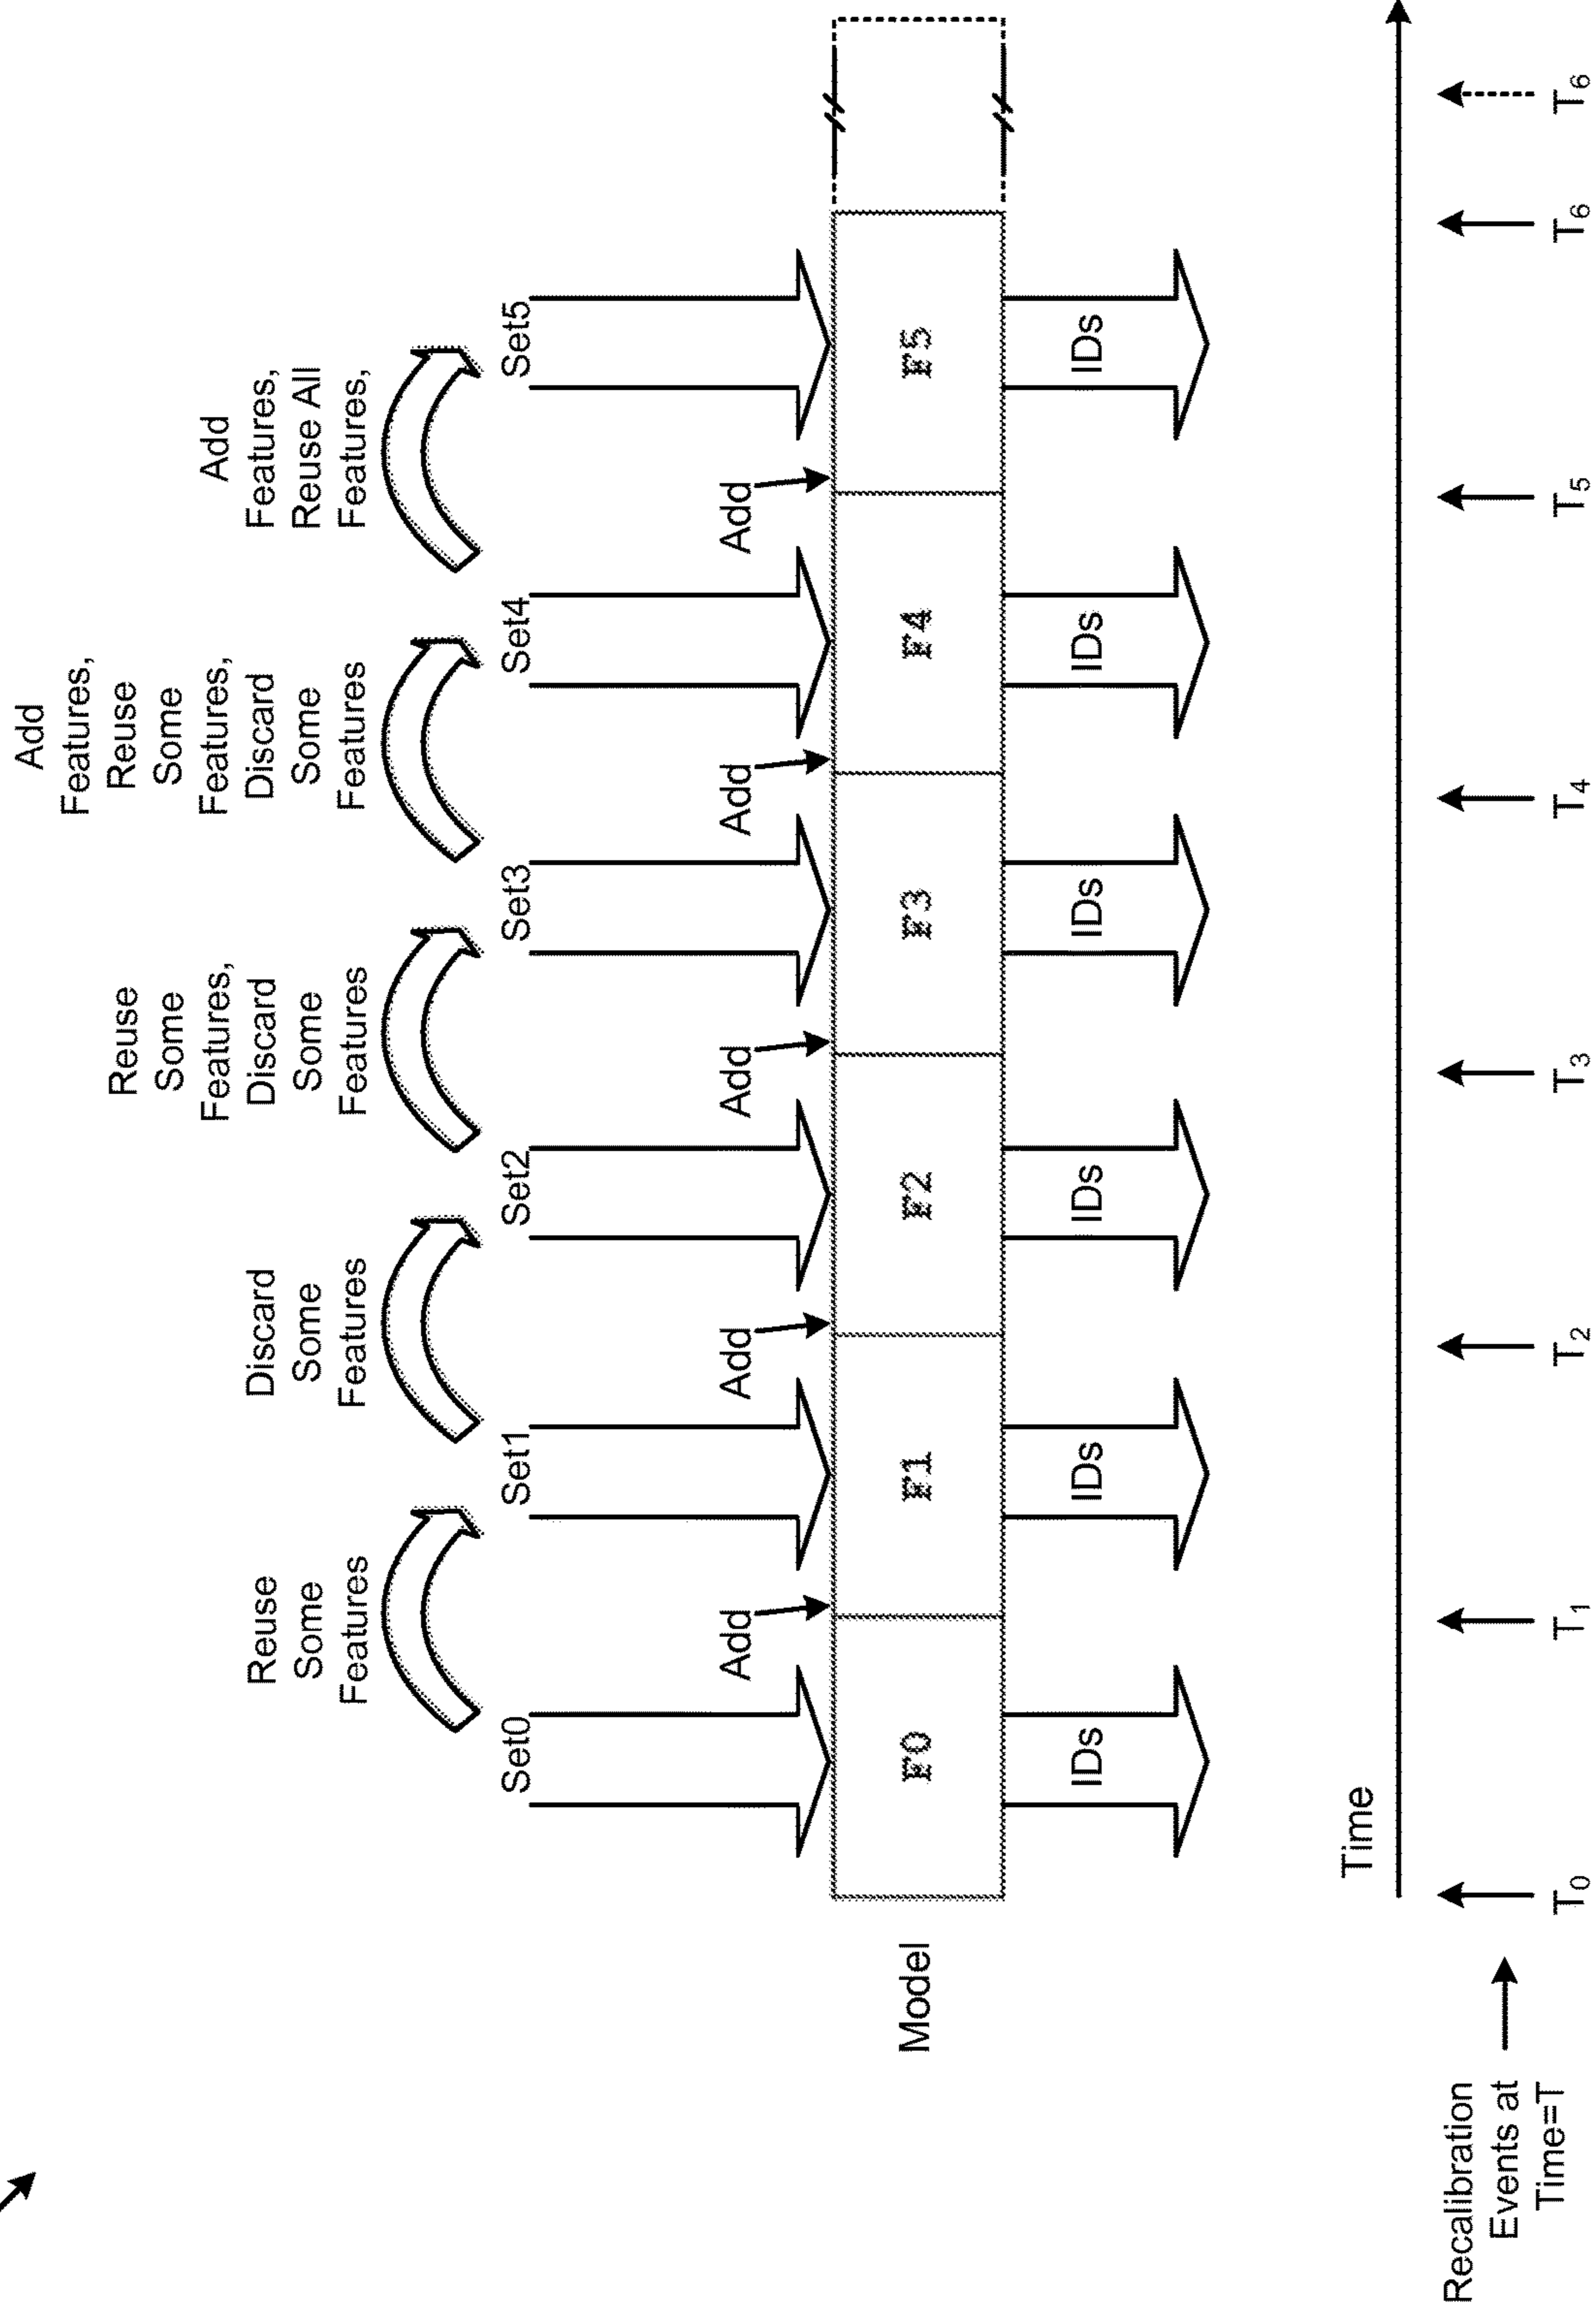 Reuse
Some
Features
Discard
Some
Features
Reuse
Some
Features,
Discard
Some
Features
Add
Features,
Reuse
Some
Features,
Discard
Some
Features
Add
Features,
Reuse All
Features,
Set0
Set1
Set2
Set3
Set4
Set5
Add
Add
Add
Add
Add
Model
F0
F1
F2
F3
F4
F5
IDs
IDs
IDs
IDs
IDs
IDs
Time
Recalibration
Events at
Time=T
T0
T1
T2
T3
T4
T5
T6
T6